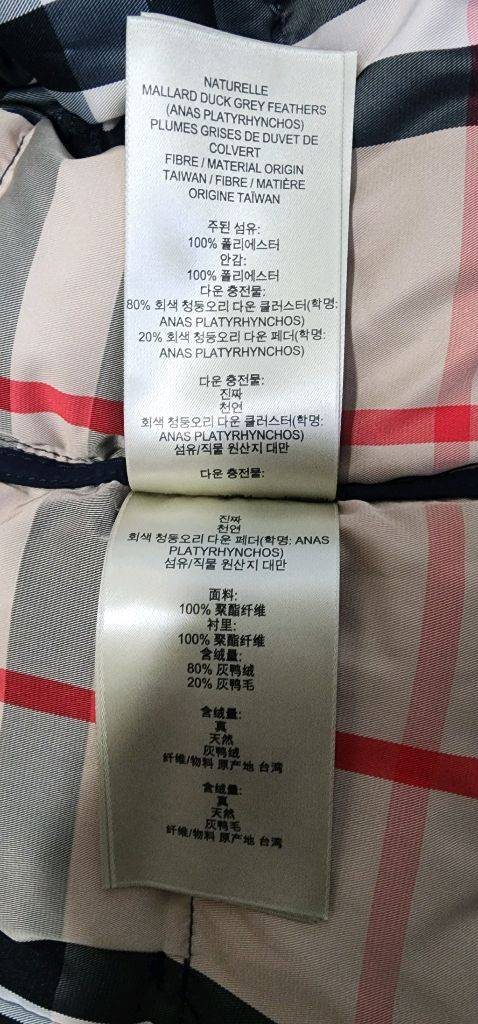 NATURELLE
MALLARD DUCK GREY FEATHERS
(ANAS PLATYRHYNCHOS)
PLUMES GRISES DE DUVET DE
COLVERT
FIBRE / MATERIAL ORIGIN
TAIWAN / FIBRE / MATIÈRE
ORIGINE TAÏWAN
주된 섬유:
100% 폴리에스터
안감:
100% 폴리에스터
다운 충전물:
80% 회색 청둥오리 다운 클러스터(학명:
ANAS PLATYRHYNCHOS)
20% 회색 청둥오리 다운 페더(학명:
ANAS PLATYRHYNCHOS)
다운 충전물:
진짜
천연
회색 청둥오리 다운 클러스터(학명:
ANAS PLATYRHYNCHOS)
섬유/직물 원산지 대만
다운 충전물:
진짜
천연
회색 청둥오리 다운 페더(학명: ANAS
PLATYRHYNCHOS)
섬유/직물 원산지 대만
面料:
100% 聚酯纤维
衬里:
100% 聚酯纤维
含绒量:
80% 灰鸭绒
20% 灰鸭毛
含绒量:
真
天然
灰鸭绒
纤维/物料 原产地 台湾
含绒量:
真
天然
灰鸭毛
纤维/物料 原产地 台湾